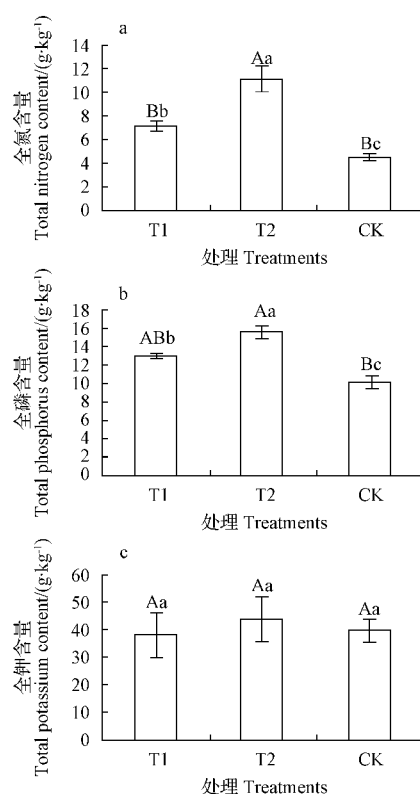 a
全氮含量
Total nitrogen content/(g·kg⁻¹)
14
12
10
8
6
4
2
0
Bb
Aa
Bc
T1
T2
CK
处理 Treatments
b
全磷含量
Total phosphorus content/(g·kg⁻¹)
18
16
14
12
10
8
6
4
2
0
ABb
Aa
Bc
T1
T2
CK
处理 Treatments
c
全钾含量
Total potassium content/(g·kg⁻¹)
60
50
40
30
20
10
0
Aa
Aa
Aa
T1
T2
CK
处理 Treatments